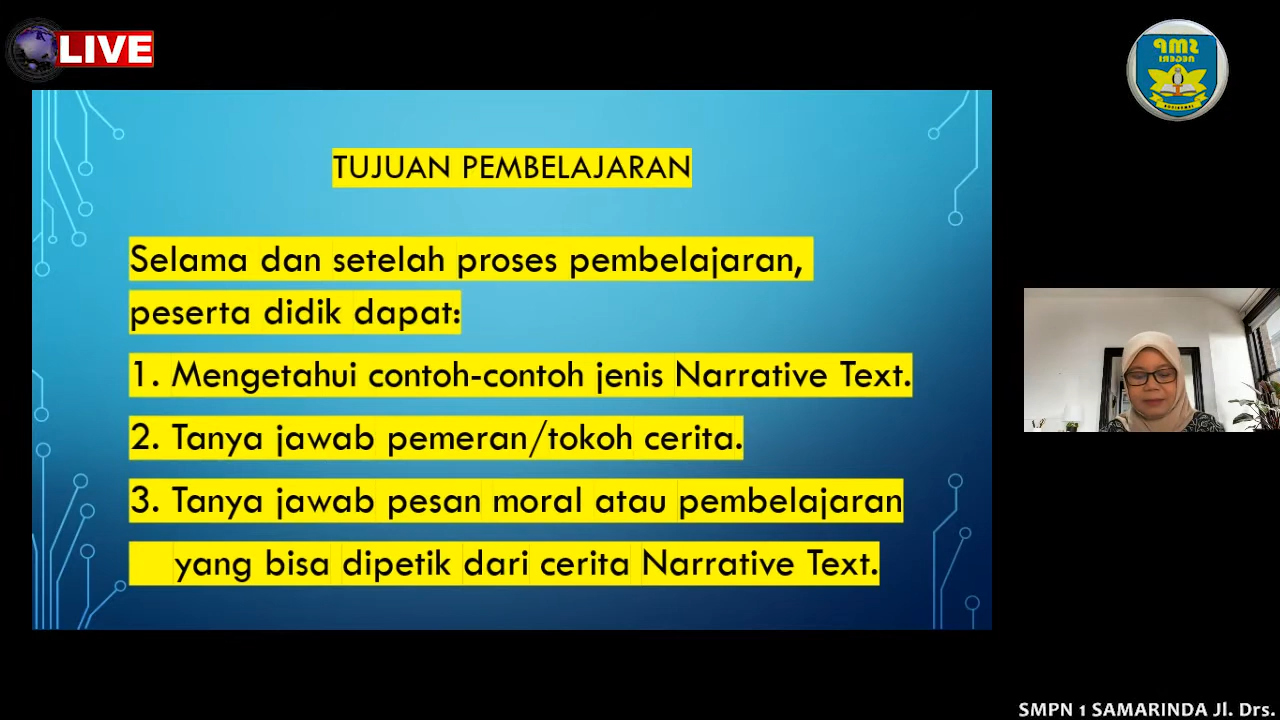 LIVE
SMP
NEGERI
TUJUAN PEMBELAJARAN
Selama dan setelah proses pembelajaran,
peserta didik dapat:
1. Mengetahui contoh-contoh jenis Narrative Text.
2. Tanya jawab pemeran/tokoh cerita.
3. Tanya jawab pesan moral atau pembelajaran
yang bisa dipetik dari cerita Narrative Text.
SMPN 1 SAMARINDA Jl. Drs.